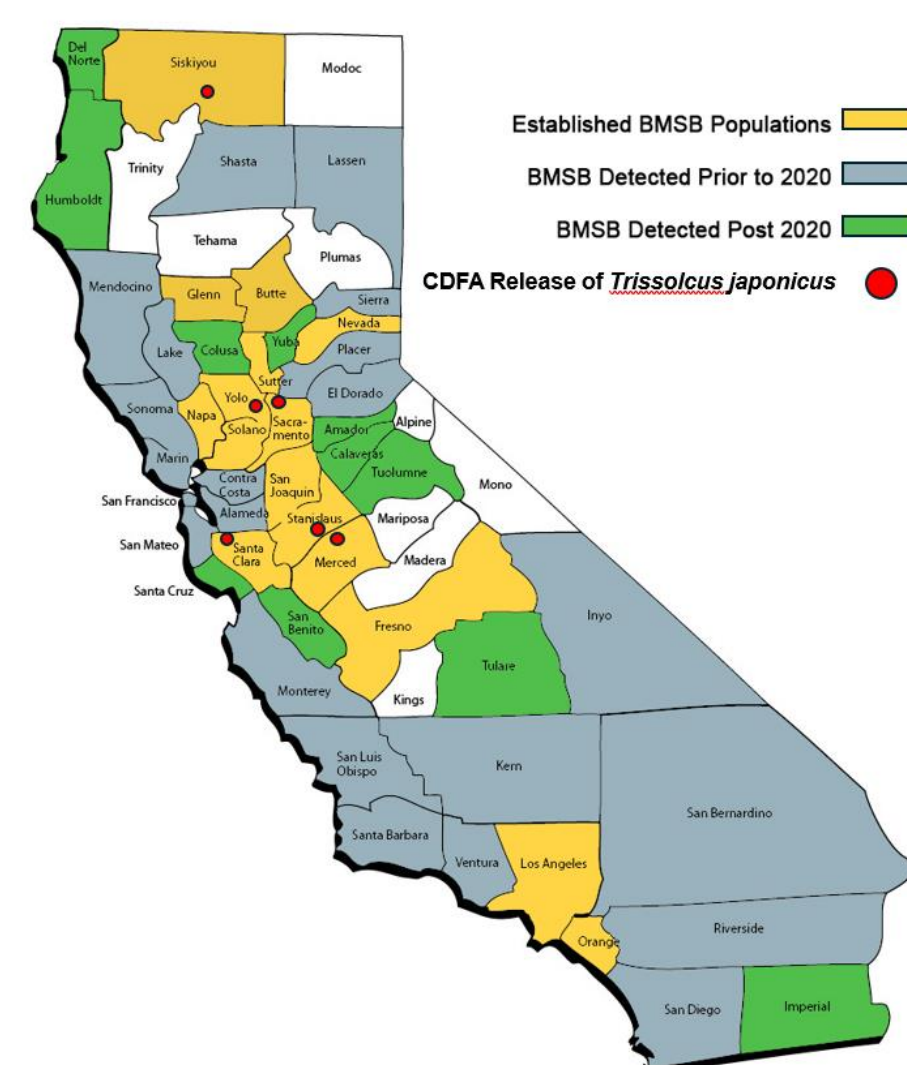 Del
Norte
Siskiyou
Modoc
Established BMSB Populations
Trinity
Shasta
Lassen
BMSB Detected Prior to 2020
Humboldt
BMSB Detected Post 2020
Tehama
Plumas
CDFA Release of Trissolcus japonicus
Mendocino
Glenn
Butte
Sierra
Nevada
Lake
Colusa
Yuba
Placer
Sutter
El Dorado
Sonoma
Napa
Yolo
Solano
Sacra-
mento
Amador
Alpine
Calaveras
Marin
Contra
Costa
San
Joaquin
Tuolumne
Mono
San Francisco
Alameda
Stanislaus
Mariposa
San Mateo
Santa
Clara
Merced
Madera
Santa Cruz
San
Benito
Fresno
Inyo
Tulare
Monterey
Kings
San Luis
Obispo
Kern
San Bernardino
Santa Barbara
Ventura
Los Angeles
Orange
Riverside
San Diego
Imperial